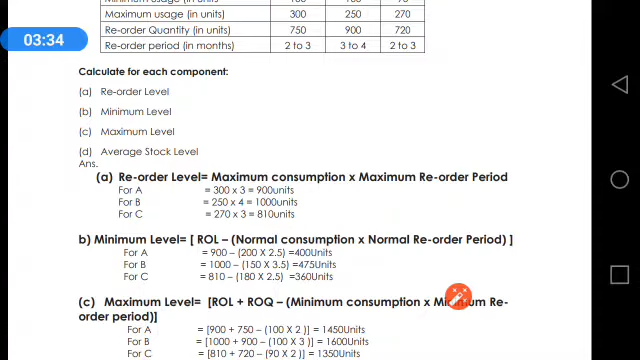 Minimum usage (in units
Maximum usage (in units) 300 250 270
Re-order Quantity (in units) 750 900 720
Re-order period (in months) 2 to 3 3 to 4 2 to 3
03:34
Calculate for each component:
(a) Re-order Level
(b) Minimum Level
(c) Maximum Level
(d) Average Stock Level
Ans.
(a) Re-order Level= Maximum consumption x Maximum Re-order Period
For A = 300 x 3 = 900units
For B = 250 x 4 = 1000units
For C = 270 x 3 = 810units
b) Minimum Level= [ ROL – (Normal consumption x Normal Re-order Period) ]
For A = 900 – (200 X 2.5) =400Units
For B = 1000 – (150 X 3.5) =475Units
For C = 810 – (180 X 2.5) =360Units
(c) Maximum Level= [ROL + ROQ – (Minimum consumption x Minimum Re-
order period)]
For A = [900 + 750 – (100 X 2 ] = 1450Units
For B = [1000 + 900 – (100 X 3 )] = 1600Units
For C = [810 + 720 – (90 X 2 )] = 1350Units